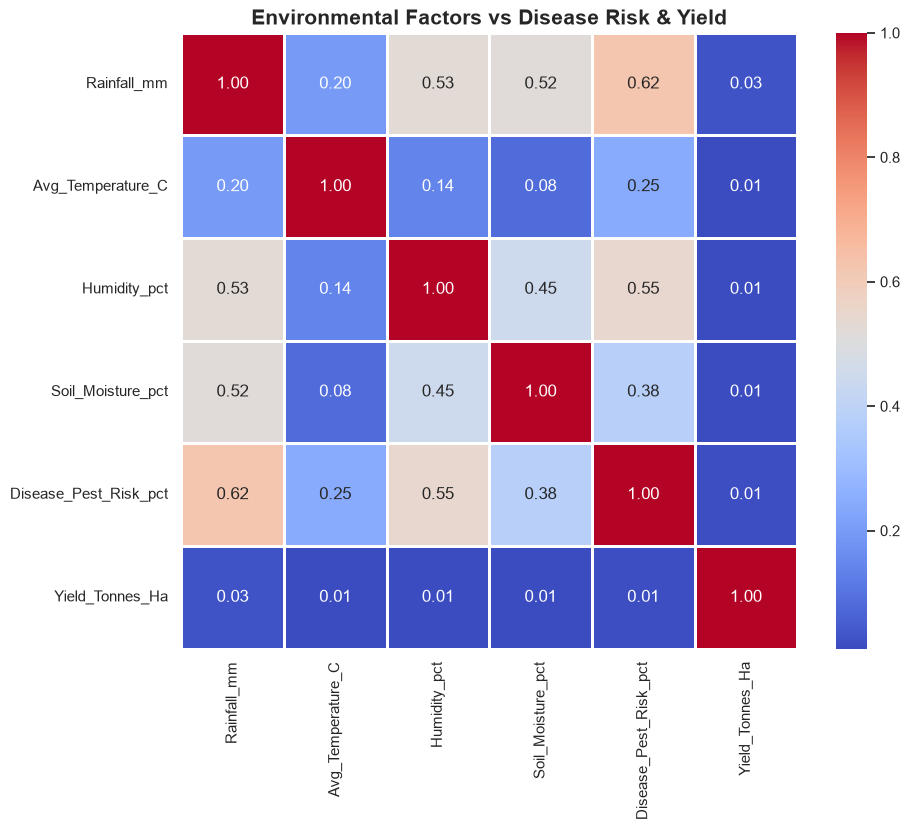 Environmental Factors vs Disease Risk & Yield
Rainfall_mm 1.00 0.20 0.53 0.52 0.62 0.03
Avg_Temperature_C 0.20 1.00 0.14 0.08 0.25 0.01
Humidity_pct 0.53 0.14 1.00 0.45 0.55 0.01
Soil_Moisture_pct 0.52 0.08 0.45 1.00 0.38 0.01
Disease_Pest_Risk_pct 0.62 0.25 0.55 0.38 1.00 0.01
Yield_Tonnes_Ha 0.03 0.01 0.01 0.01 0.01 1.00
Rainfall_mm
Avg_Temperature_C
Humidity_pct
Soil_Moisture_pct
Disease_Pest_Risk_pct
Yield_Tonnes_Ha
1.0
0.8
0.6
0.4
0.2